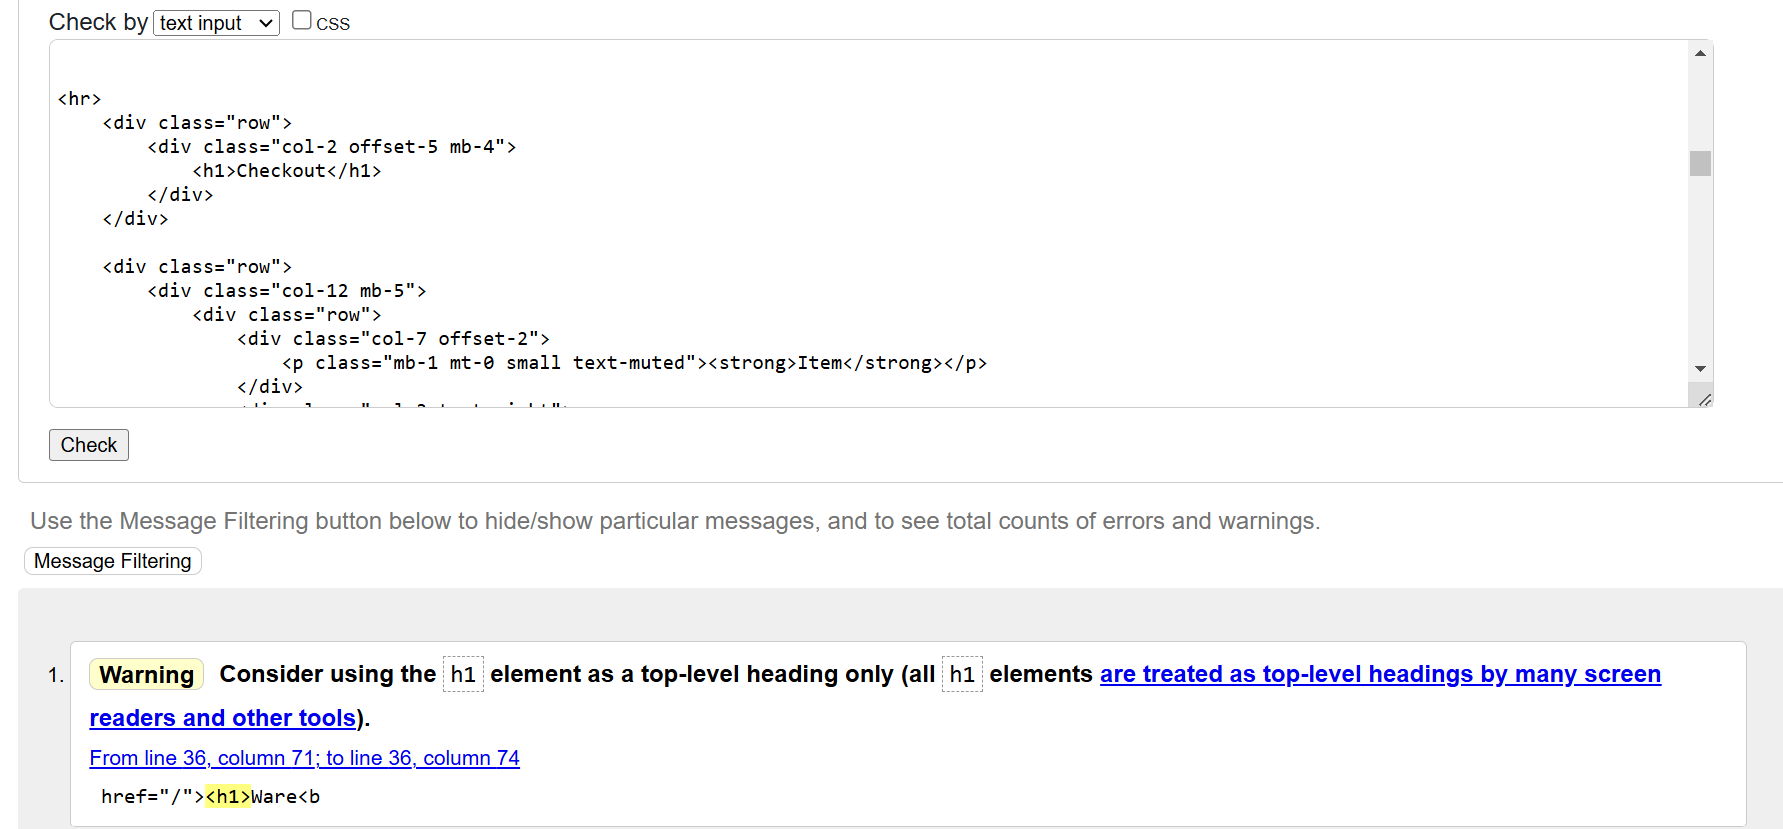 Check by text input CSS
<hr>
<div class="row">
<div class="col-2 offset-5 mb-4">
<h1>Checkout</h1>
</div>
</div>
<div class="row">
<div class="col-12 mb-5">
<div class="row">
<div class="col-7 offset-2">
<p class="mb-1 mt-0 small text-muted"><strong>Item</strong></p>
</div>
Check
Use the Message Filtering button below to hide/show particular messages, and to see total counts of errors and warnings.
Message Filtering
1. Warning Consider using the h1 element as a top-level heading only (all h1 elements are treated as top-level headings by many screen
readers and other tools).
From line 36, column 71; to line 36, column 74
href="/"><h1>Ware<b